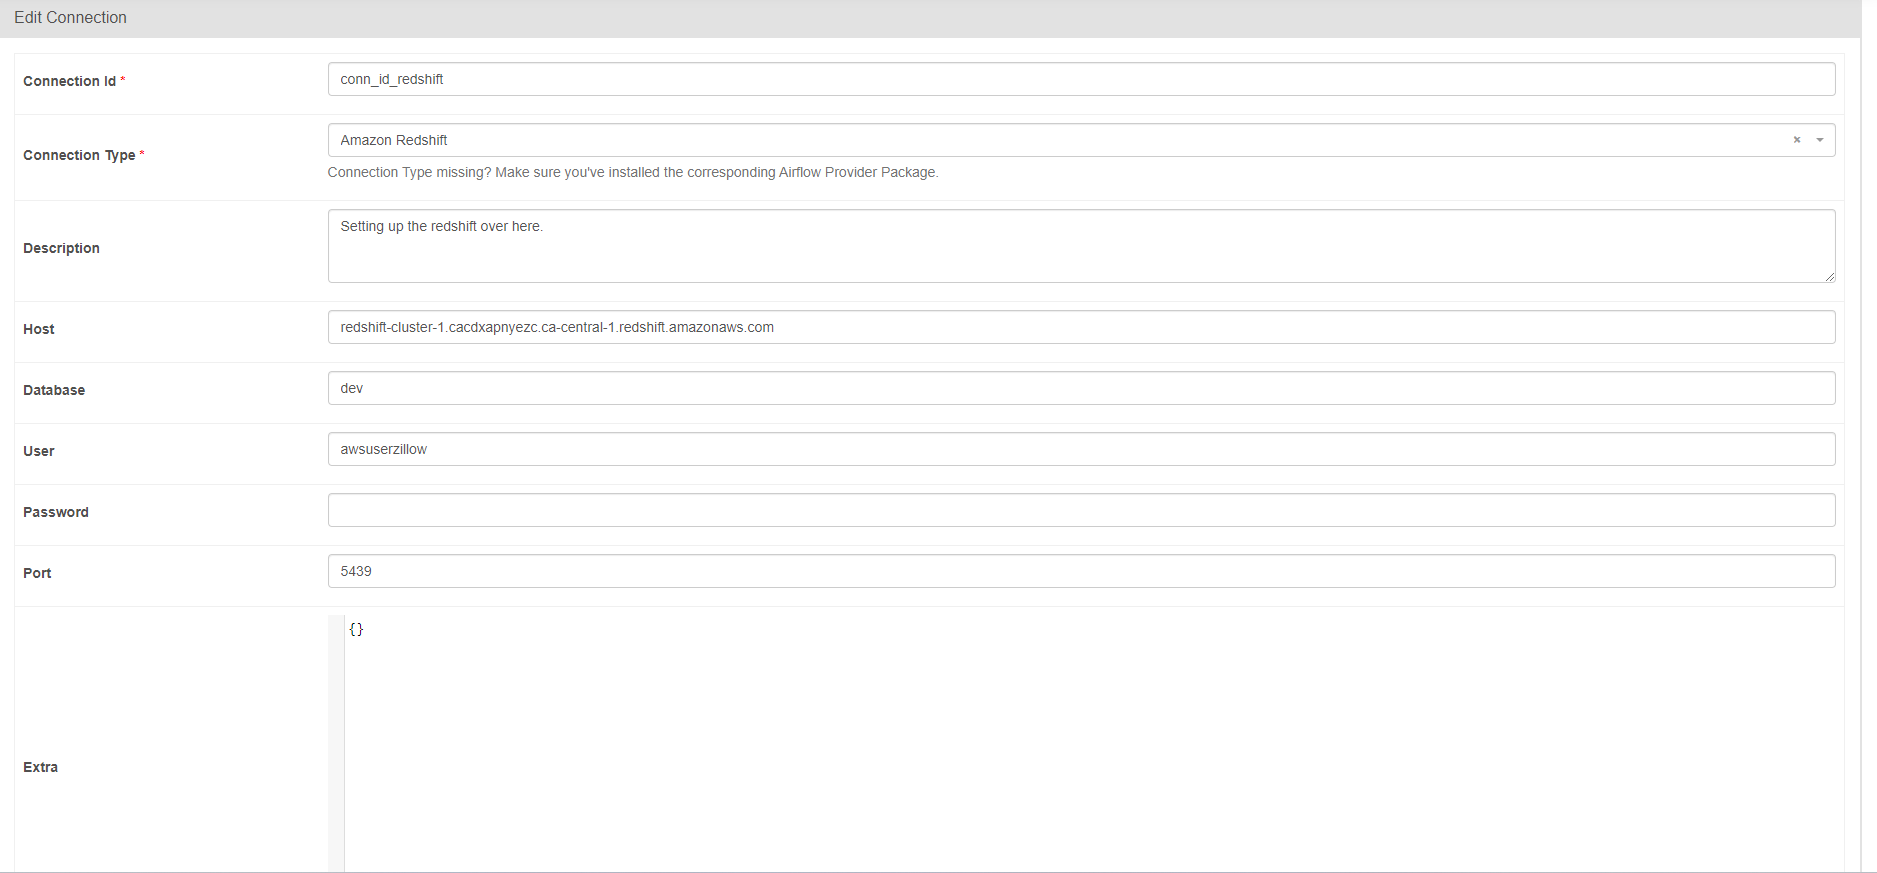 Edit Connection
Connection Id *
conn_id_redshift
Connection Type *
Amazon Redshift
Connection Type missing? Make sure you've installed the corresponding Airflow Provider Package.
Description
Setting up the redshift over here.
Host
redshift-cluster-1.cacdxapnyezc.ca-central-1.redshift.amazonaws.com
Database
dev
User
awsuserzillow
Password
Port
5439
Extra
{}